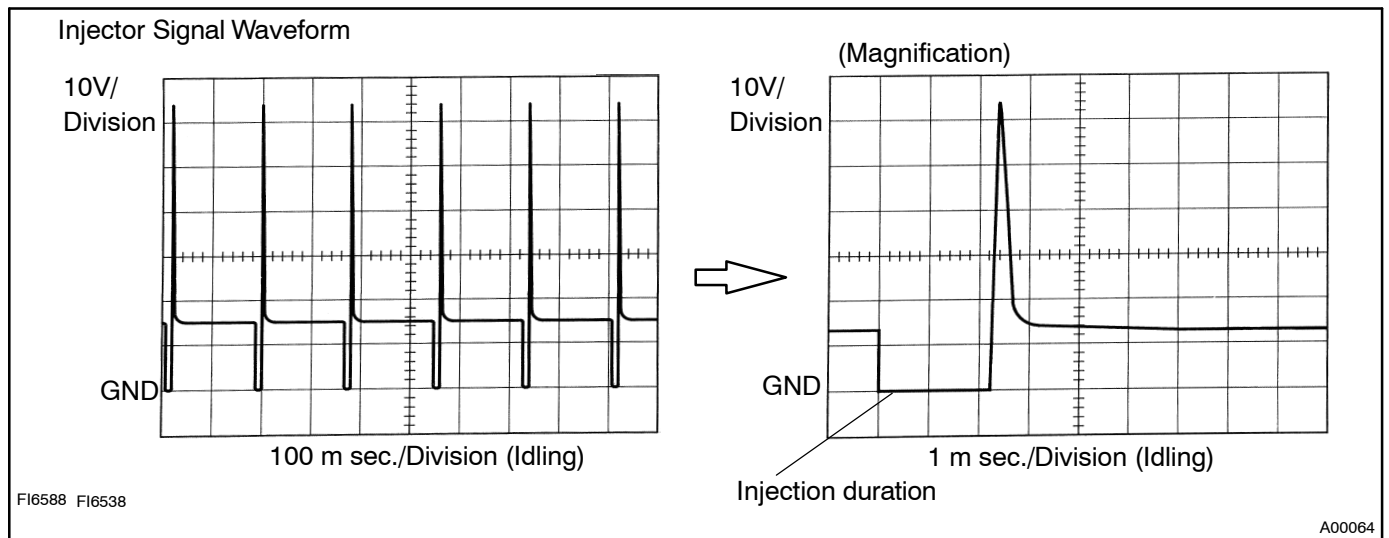 Injector Signal Waveform
10V/
Division
GND
100 m sec./Division (Idling)
(Magnification)
10V/
Division
GND
1 m sec./Division (Idling)
Injection duration
FI6588 FI6538
A00064